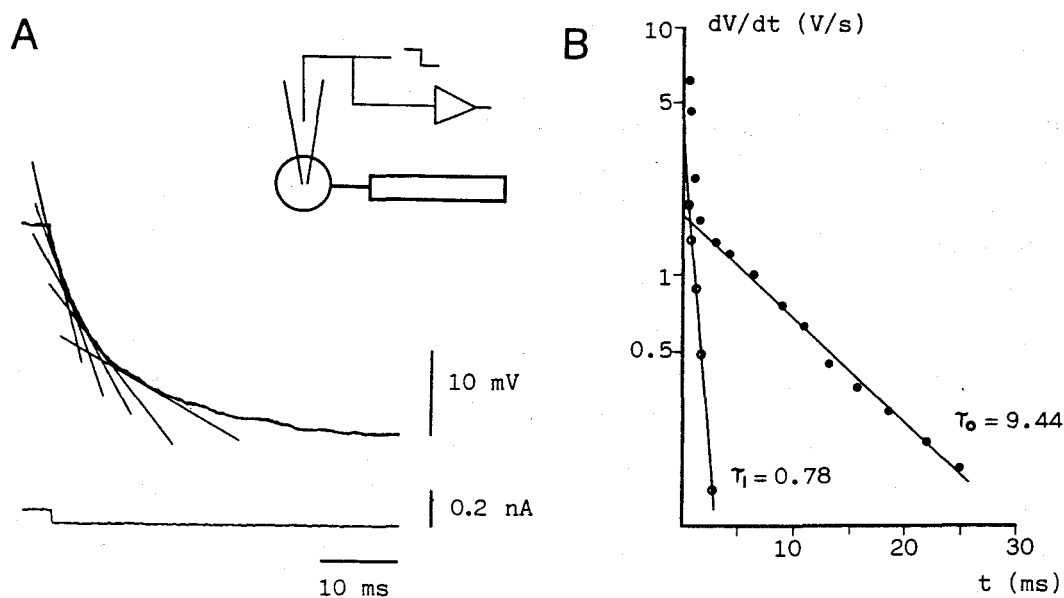 A
10 mV
0.2 nA
10 ms
B
dV/dt (V/s)
10
5
1
0.5
τo = 9.44
τ1 = 0.78
10
20
30
t (ms)